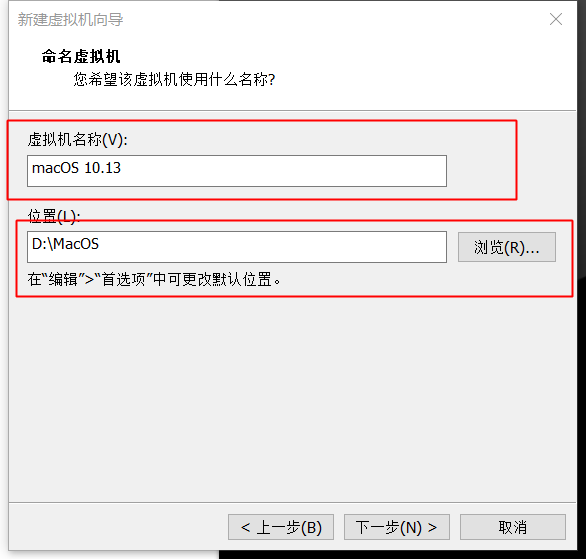 新建虚拟机向导
命名虚拟机
您希望该虚拟机使用什么名称?
虚拟机名称(V):
macOS 10.13
位置(L):
D:\MacOS
浏览(R)...
在“编辑”>“首选项”中可更改默认位置。
< 上一步(B) 下一步(N) > 取消